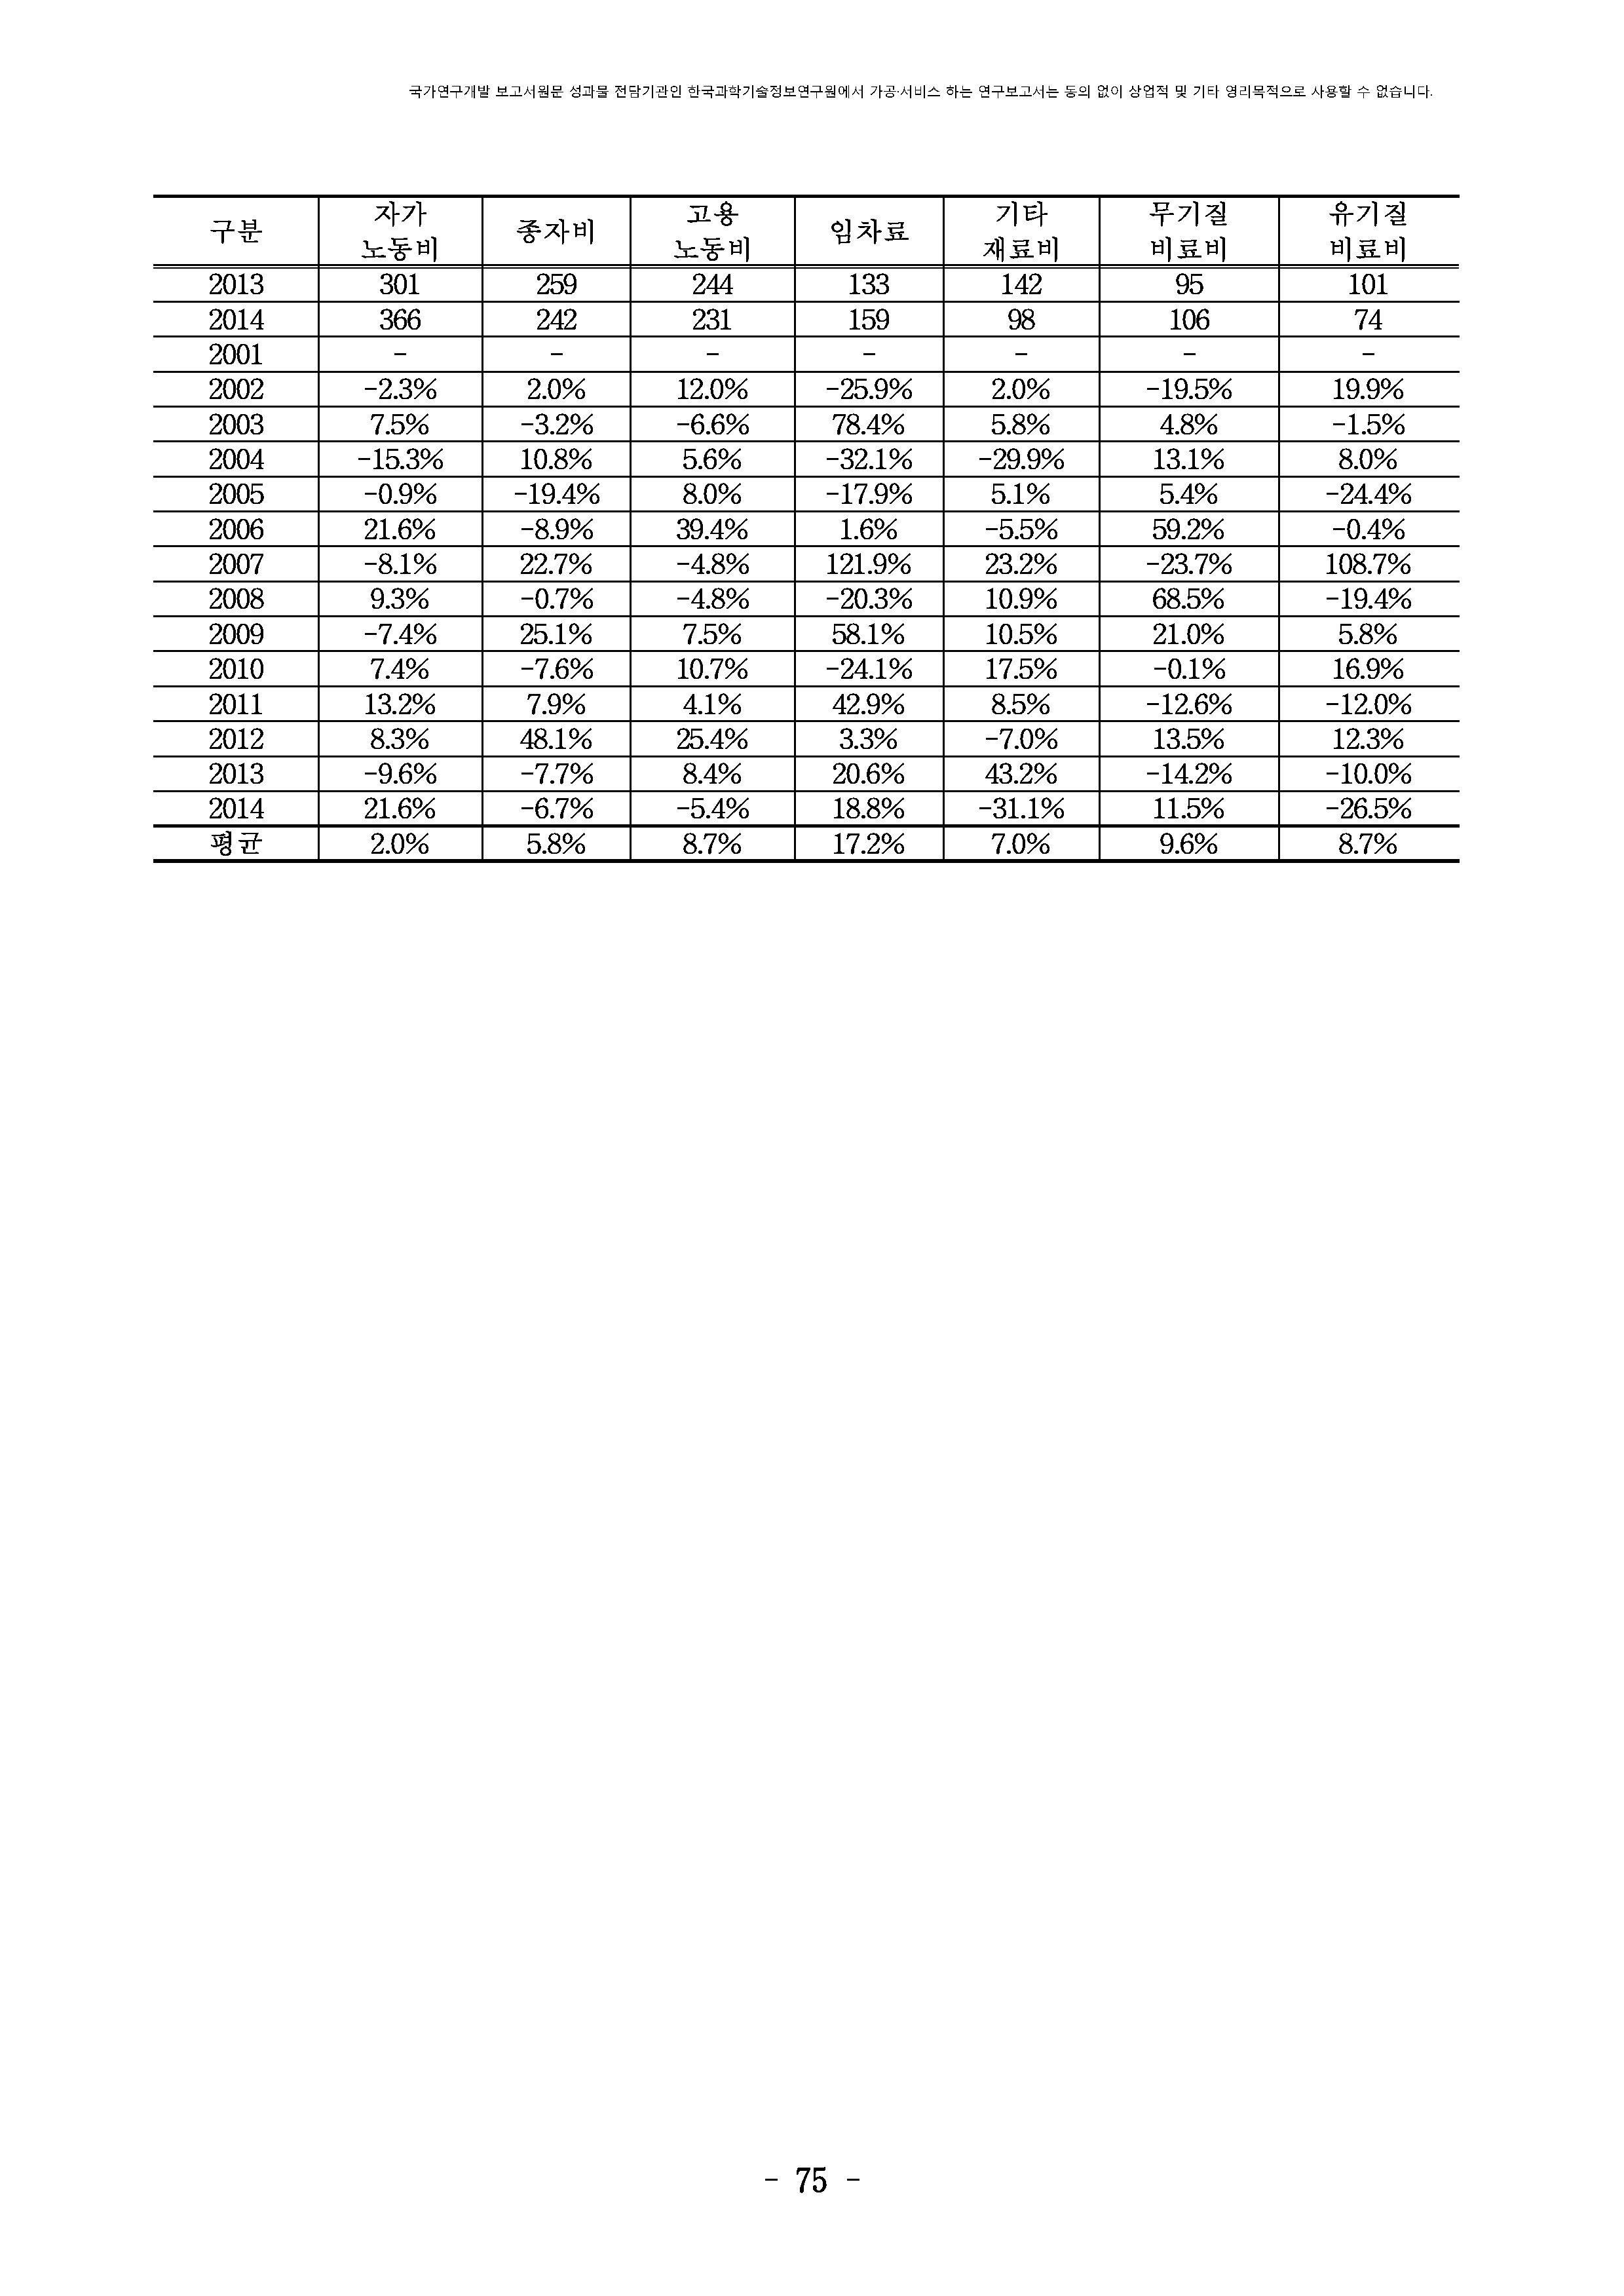 국가연구개발 보고서원문 성과물 전담기관인 한국과학기술정보연구원에서 가공·서비스 하는 연구보고서는 동의 없이 상업적 및 기타 영리목적으로 사용할 수 없습니다.
구분 자가 노동비 종자비 고용 노동비 임차료 기타 재료비 무기질 비료비 유기질 비료비
2013 301 259 244 133 142 95 101
2014 366 242 231 159 98 106 74
2001 - - - - - - -
2002 -2.3% 2.0% 12.0% -25.9% 2.0% -19.5% 19.9%
2003 7.5% -3.2% -6.6% 78.4% 5.8% 4.8% -1.5%
2004 -15.3% 10.8% 5.6% -32.1% -29.9% 13.1% 8.0%
2005 -0.9% -19.4% 8.0% -17.9% 5.1% 5.4% -24.4%
2006 21.6% -8.9% 39.4% 1.6% -5.5% 59.2% -0.4%
2007 -8.1% 22.7% -4.8% 121.9% 23.2% -23.7% 108.7%
2008 9.3% -0.7% -4.8% -20.3% 10.9% 68.5% -19.4%
2009 -7.4% 25.1% 7.5% 58.1% 10.5% 21.0% 5.8%
2010 7.4% -7.6% 10.7% -24.1% 17.5% -0.1% 16.9%
2011 13.2% 7.9% 4.1% 42.9% 8.5% -12.6% -12.0%
2012 8.3% 48.1% 25.4% 3.3% -7.0% 13.5% 12.3%
2013 -9.6% -7.7% 8.4% 20.6% 43.2% -14.2% -10.0%
2014 21.6% -6.7% -5.4% 18.8% -31.1% 11.5% -26.5%
평균 2.0% 5.8% 8.7% 17.2% 7.0% 9.6% 8.7%
- 75 -